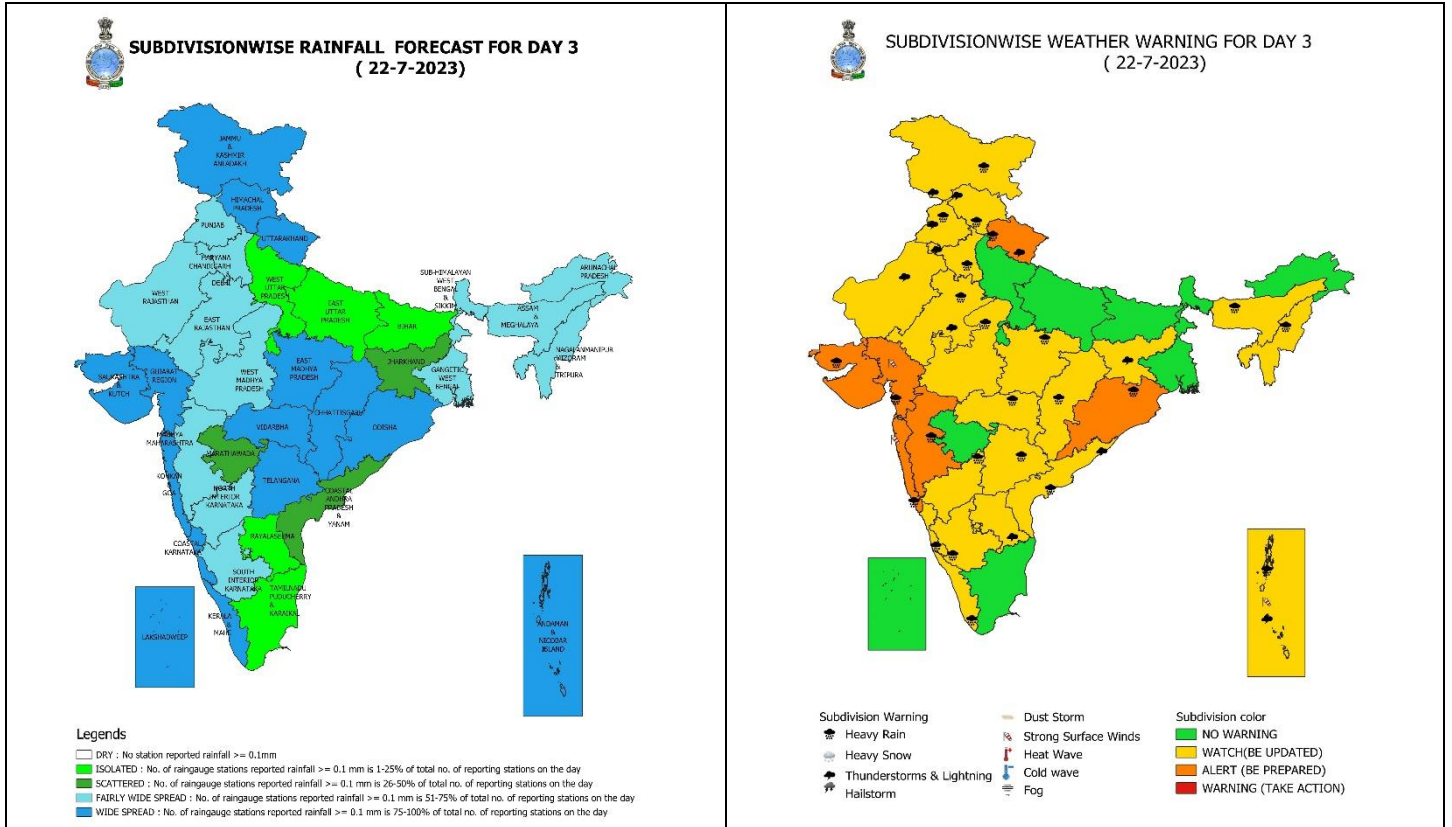 SUBDIVISIONWISE RAINFALL FORECAST FOR DAY 3
( 22-7-2023)
JAMMU
&
KASHMIR
AND LADAKH
HIMACHAL
PRADESH
PUNJAB
UTTARAKHAND
HARYANA
CHANDIGARH
&
DELHI
WEST
UTTAR
PRADESH
SUB-HIMALAYAN
WEST
BENGAL
&
SIKKIM
ARUNACHAL
PRADESH
WEST
RAJASTHAN
EAST
RAJASTHAN
EAST
UTTAR
PRADESH
BIHAR
ASSAM
&
MEGHALAYA
NAGALANMANIPUR
MIZORAM
&
TRIPURA
JHARKHAND
GANGETIC
WEST
BENGAL
SAURASHTRA
&
KUTCH
GUJARAT
REGION
WEST
MADHYA
PRADESH
EAST
MADHYA
PRADESH
CHHATTISGARH
ODISHA
VIDARBHA
MADHYA
MAHARASHTRA
MARATHAWADA
KONKAN
&
GOA
NORTH
INTERIOR
KARNATAKA
TELANGANA
COASTAL
ANDHRA
PRADESH
&
YANAM
RAYALASEEMA
COASTAL
KARNATAKA
SOUTH
INTERIOR
KARNATAKA
TAMILNADU
PUDUCHERRY
&
KARAIKAL
KERALA
&
MAHE
LAKSHADWEEP
ANDAMAN
&
NICOBAR
ISLAND
Legends
DRY : No station reported rainfall >= 0.1mm
ISOLATED : No. of raingauge stations reported rainfall >= 0.1 mm is 1-25% of total no. of reporting stations on the day
SCATTERED : No. of raingauge stations reported rainfall >= 0.1 mm is 26-50% of total no. of reporting stations on the day
FAIRLY WIDE SPREAD : No. of raingauge stations reported rainfall >= 0.1 mm is 51-75% of total no. of reporting stations on the day
WIDE SPREAD : No. of raingauge stations reported rainfall >= 0.1 mm is 75-100% of total no. of reporting stations on the day
SUBDIVISIONWISE WEATHER WARNING FOR DAY 3
( 22-7-2023)
Subdivision Warning
Heavy Rain
Heavy Snow
Thunderstorms & Lightning
Hailstorm
Dust Storm
Strong Surface Winds
Heat Wave
Cold wave
Fog
Subdivision color
NO WARNING
WATCH(BE UPDATED)
ALERT (BE PREPARED)
WARNING (TAKE ACTION)